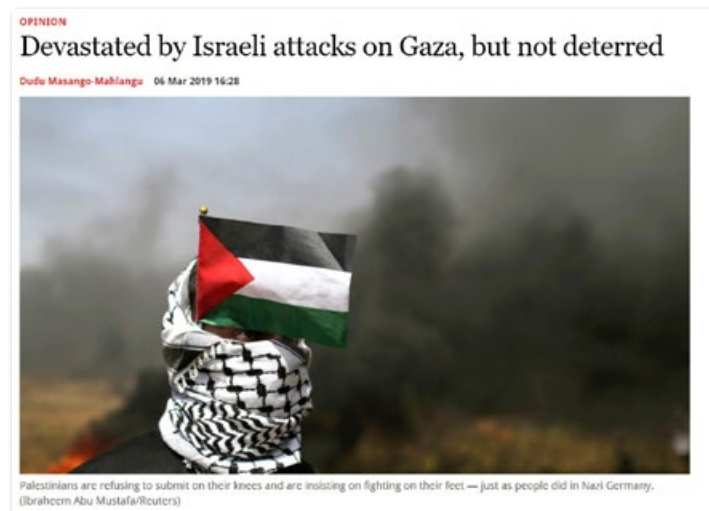 OPINION
Devastated by Israeli attacks on Gaza, but not deterred
Dudu Masango-Mahlangu 06 Mar 2019 16:28
Palestinians are refusing to submit on their knees and are insisting on fighting on their feet — just as people did in Nazi Germany.
(Ibraheem Abu Mustafa/Reuters)